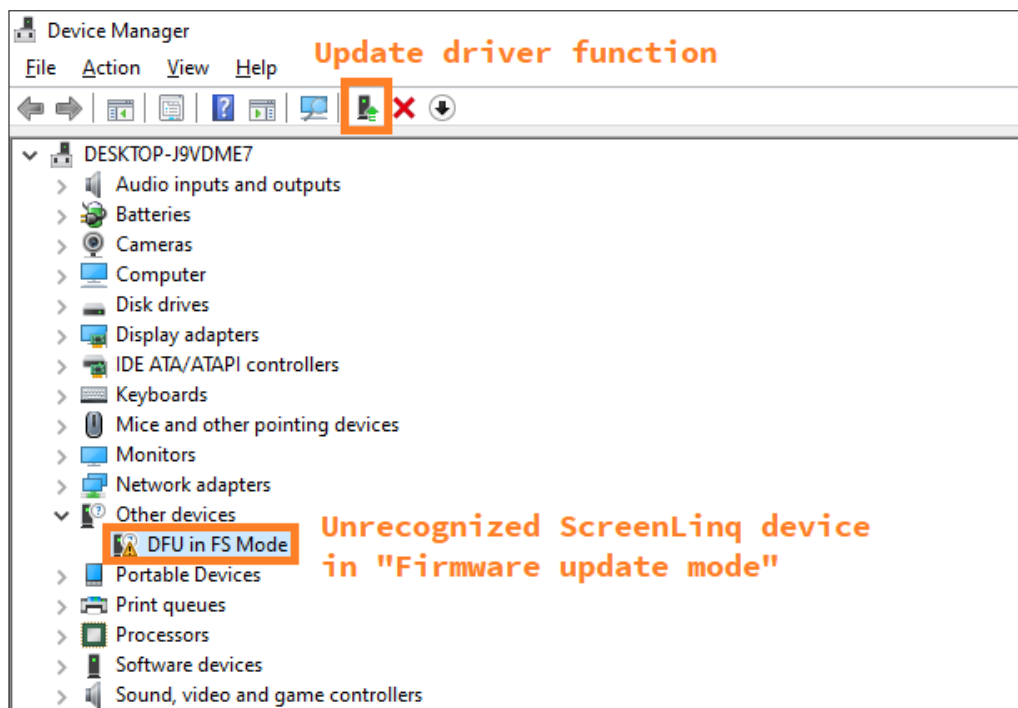 Device Manager
Update driver function
File Action View Help
DESKTOP-J9VDME7
Audio inputs and outputs
Batteries
Cameras
Computer
Disk drives
Display adapters
IDE ATA/ATAPI controllers
Keyboards
Mice and other pointing devices
Monitors
Network adapters
Other devices
Unrecognized ScreenLinq device
DFU in FS Mode
in "Firmware update mode"
Portable Devices
Print queues
Processors
Software devices
Sound, video and game controllers